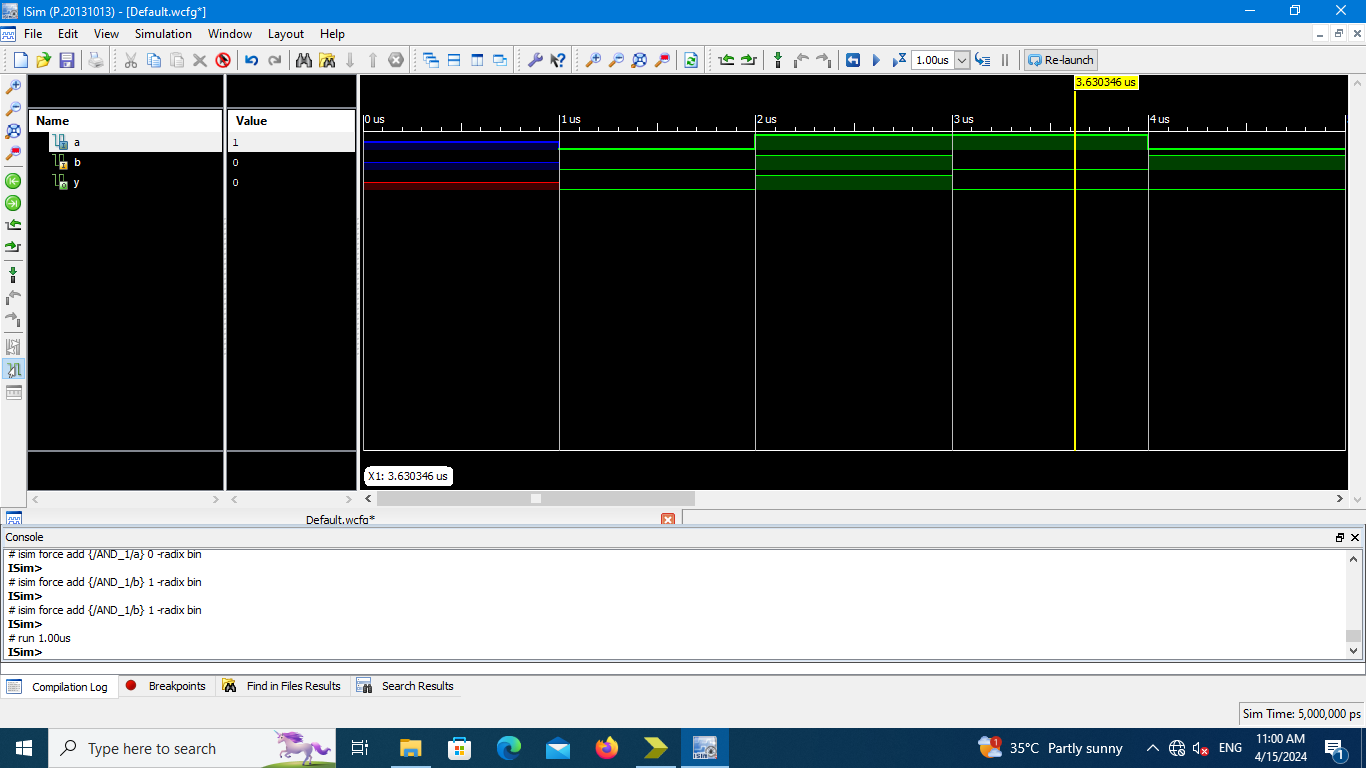 ISim (P.20131013) - [Default.wcfg*]
File Edit View Simulation Window Layout Help
1.00us Re-launch
3.630346 us
Name Value
0 us 1 us 2 us 3 us 4 us
a 1
b 0
y 0
X1: 3.630346 us
Default.wcfg*
Console
# isim force add {/AND_1/a} 0 -radix bin
ISim>
# isim force add {/AND_1/b} 1 -radix bin
ISim>
# isim force add {/AND_1/b} 1 -radix bin
ISim>
# run 1.00us
ISim>
Compilation Log Breakpoints Find in Files Results Search Results
Sim Time: 5,000,000 ps
Type here to search
35°C Partly sunny
ENG
11:00 AM
4/15/2024